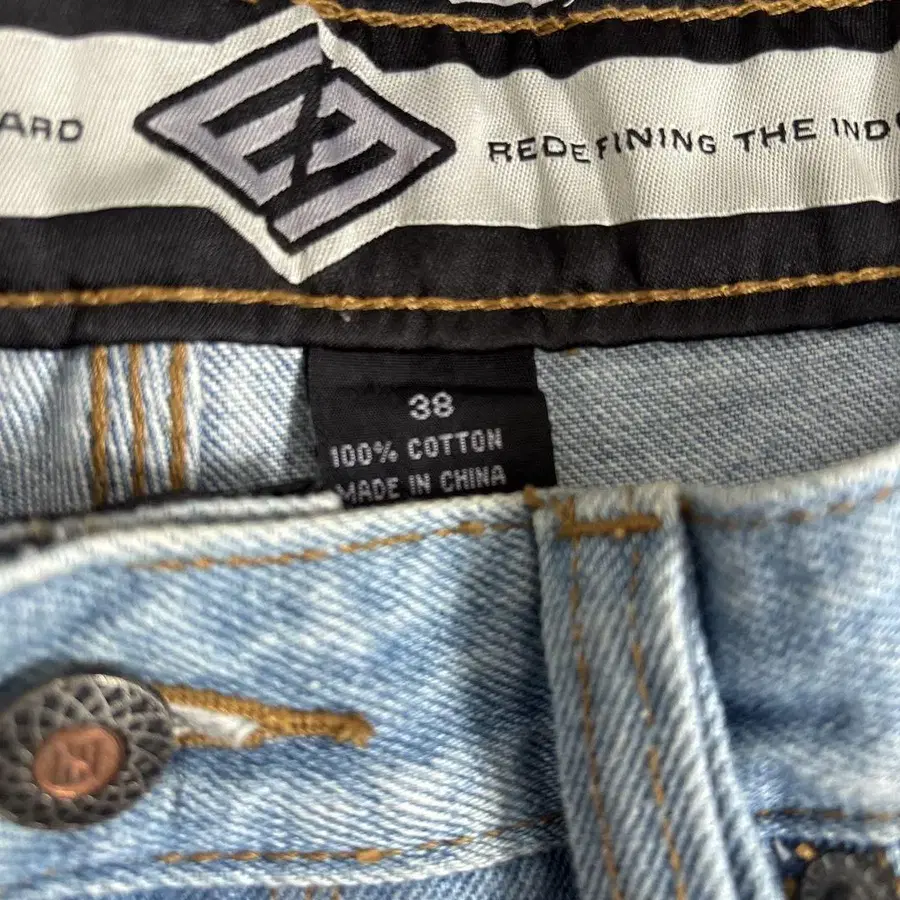 ARD
REDEFINING THE IND
38
100% COTTON
MADE IN CHINA